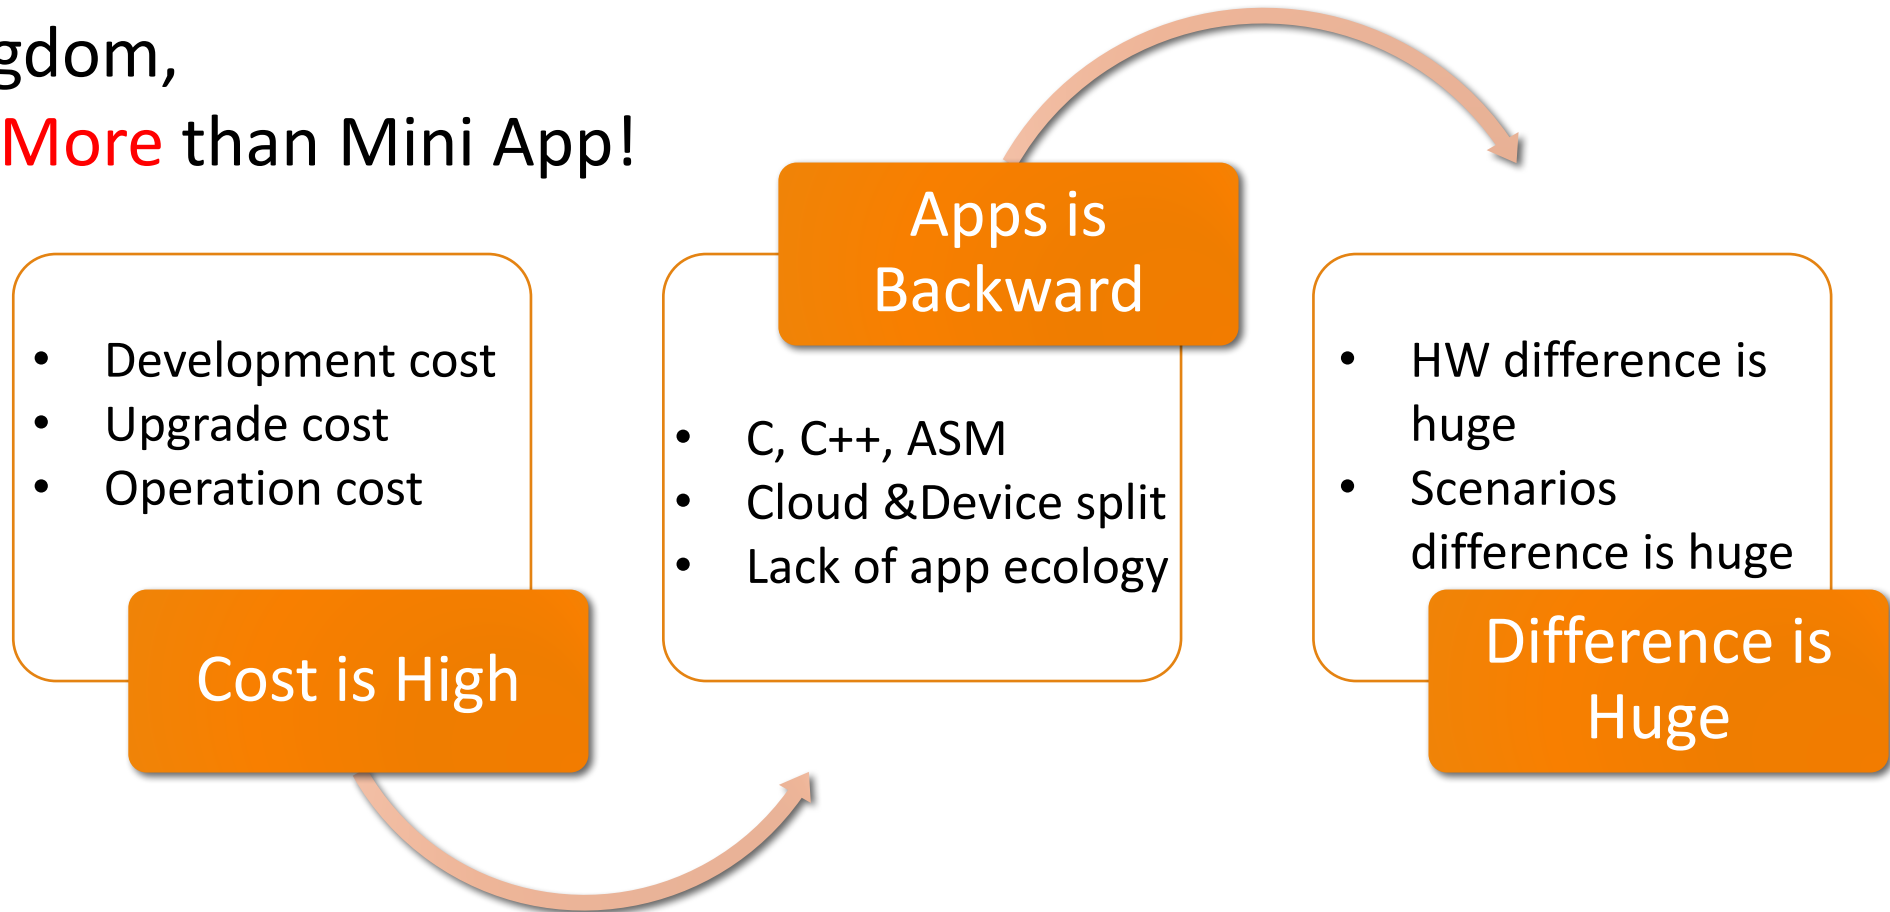 gdom,
More than Mini App!
• Development cost
• Upgrade cost
• Operation cost
Cost is High
Apps is
Backward
• C, C++, ASM
• Cloud &Device split
• Lack of app ecology
• HW difference is
huge
• Scenarios
difference is huge
Difference is
Huge